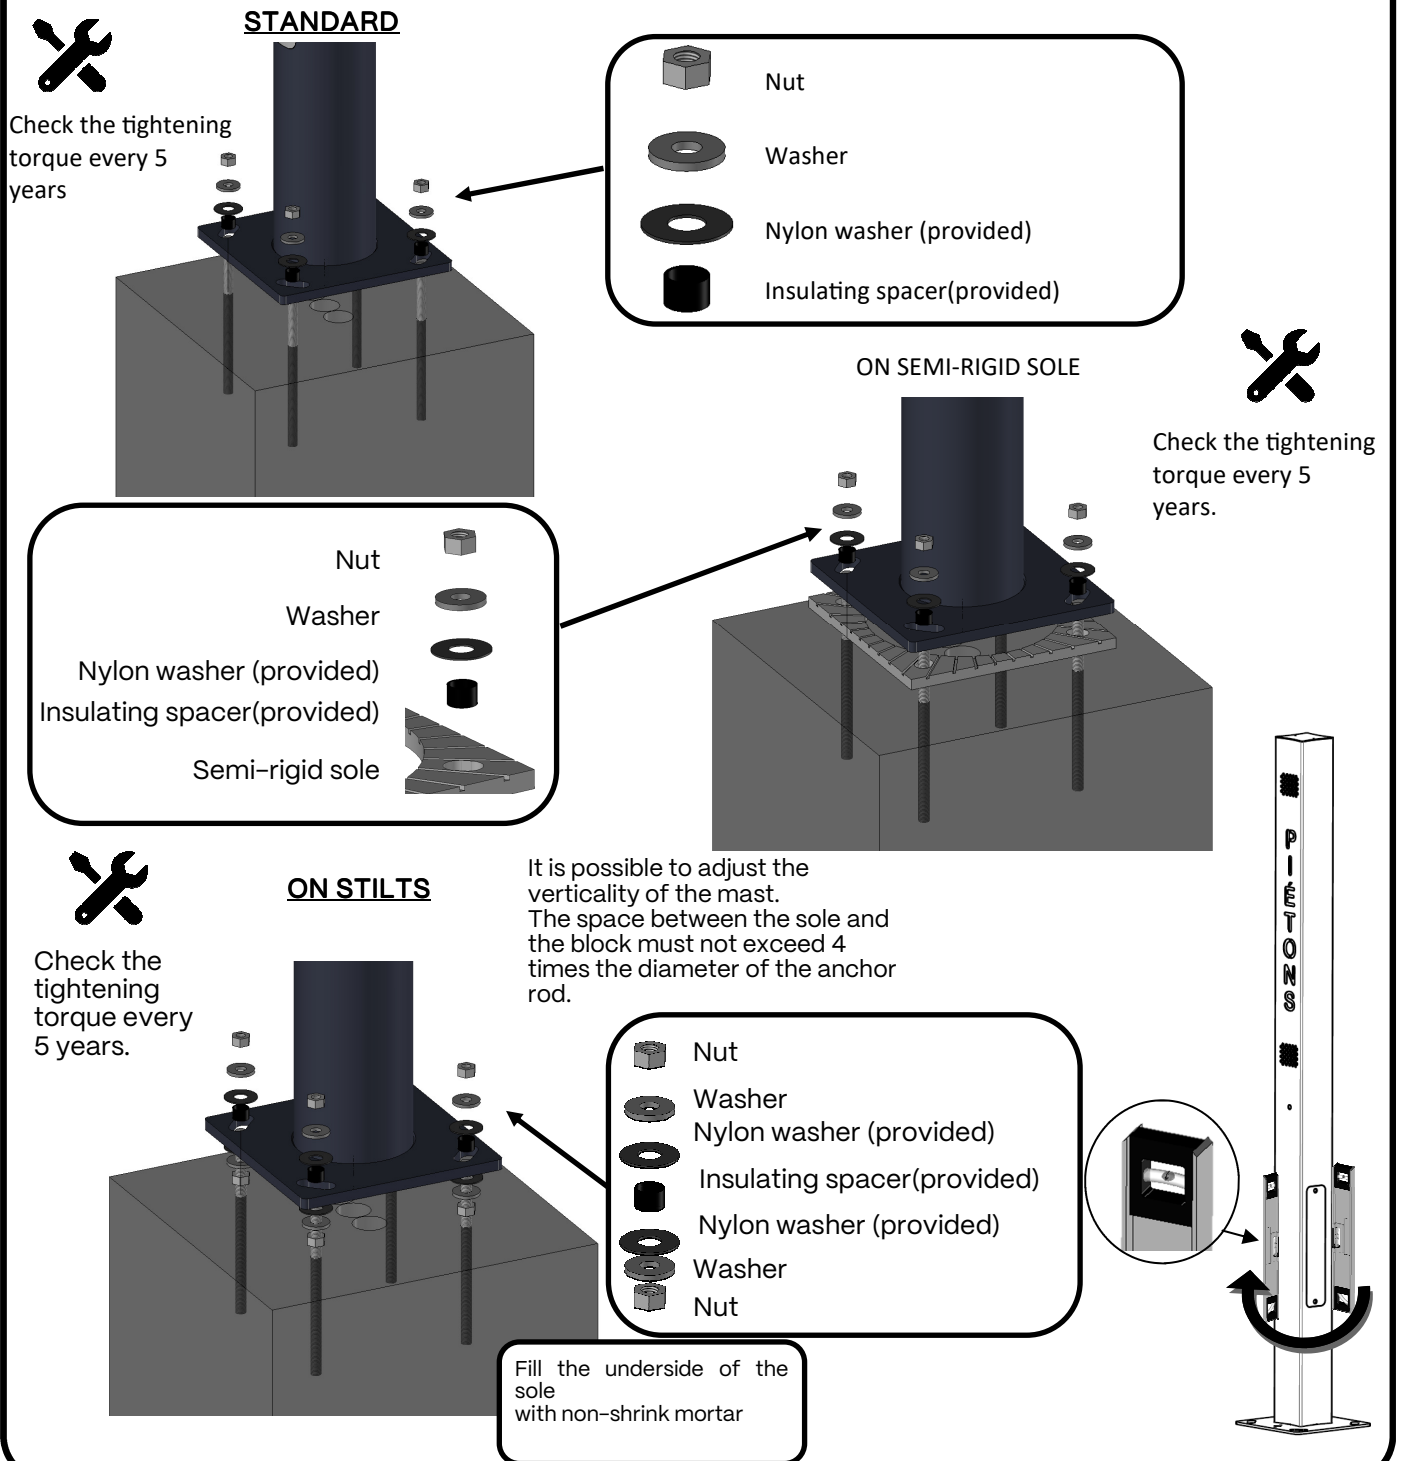 STANDARD
Check the tightening
torque every 5
years
Nut
Washer
Nylon washer (provided)
Insulating spacer(provided)
ON SEMI-RIGID SOLE
Check the tightening
torque every 5
years.
Nut
Washer
Nylon washer (provided)
Insulating spacer(provided)
Semi-rigid sole
ON STILTS
Check the
tightening
torque every
5 years.
It is possible to adjust the
verticality of the mast.
The space between the sole and
the block must not exceed 4
times the diameter of the anchor
rod.
Nut
Washer
Nylon washer (provided)
Insulating spacer(provided)
Nylon washer (provided)
Washer
Nut
Fill the underside of the
sole
with non-shrink mortar
PIÉTONS